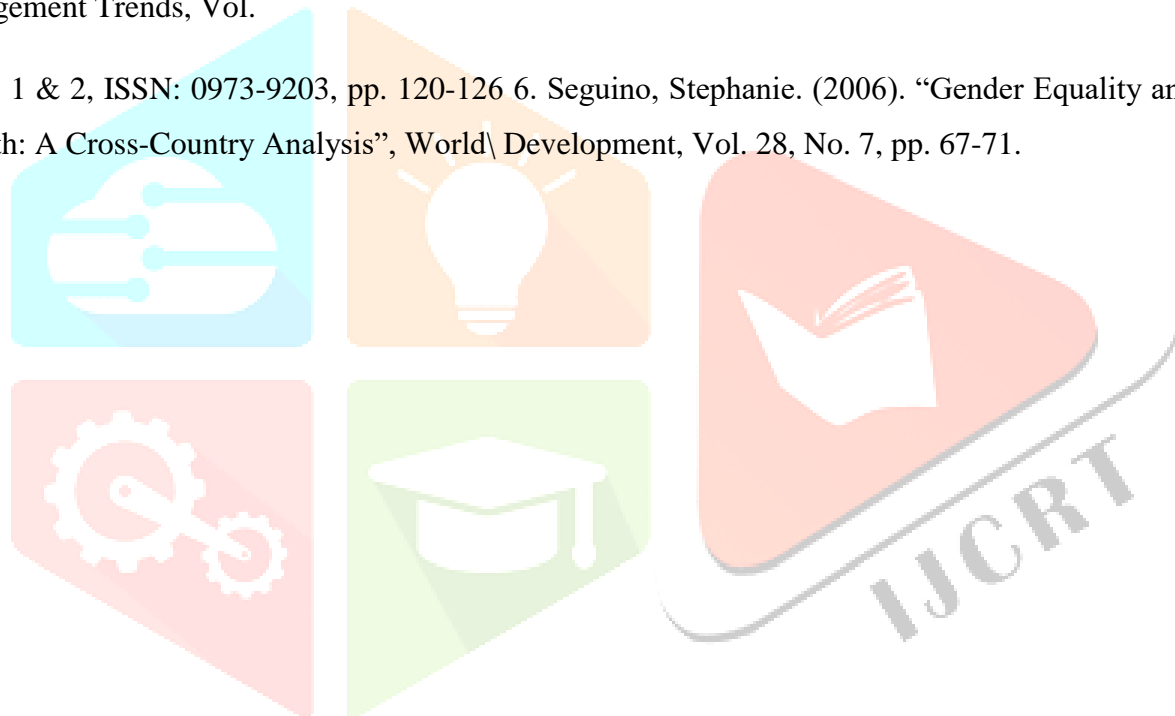 gement Trends, Vol.
1 & 2, ISSN: 0973-9203, pp. 120-126 6. Seguino, Stephanie. (2006). “Gender Equality an
th: A Cross-Country Analysis”, World\ Development, Vol. 28, No. 7, pp. 67-71.
IJCRT